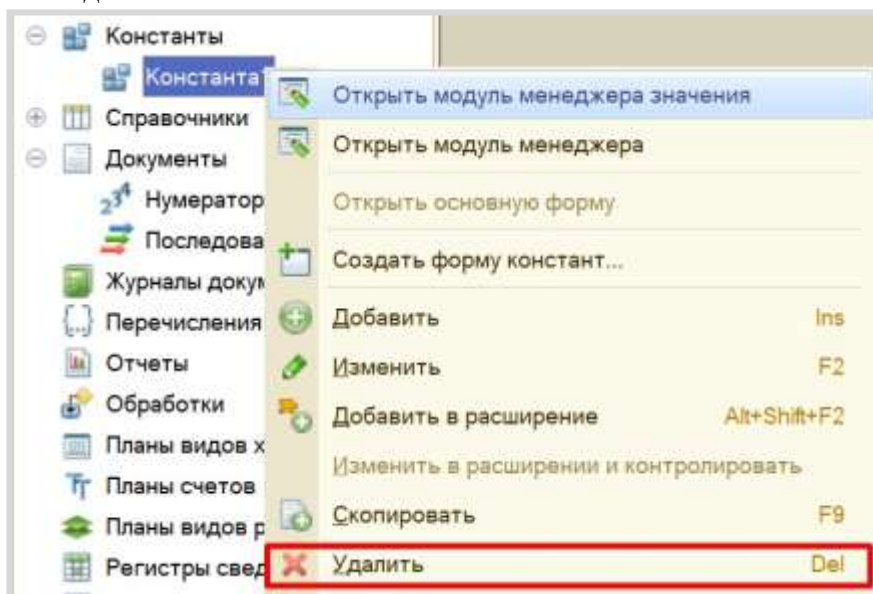 Константы
Константа
Справочники
Документы
Нумератор
Последова
Журналы докум
Перечисления
Отчеты
Обработки
Планы видов х
Планы счетов
Планы видов р
Регистры свед
Открыть модуль менеджера значения
Открыть модуль менеджера
Открыть основную форму
Создать форму констант...
Добавить Ins
Изменить F2
Добавить в расширение Alt+Shift+F2
Изменить в расширении и контролировать
Скопировать F9
Удалить Del